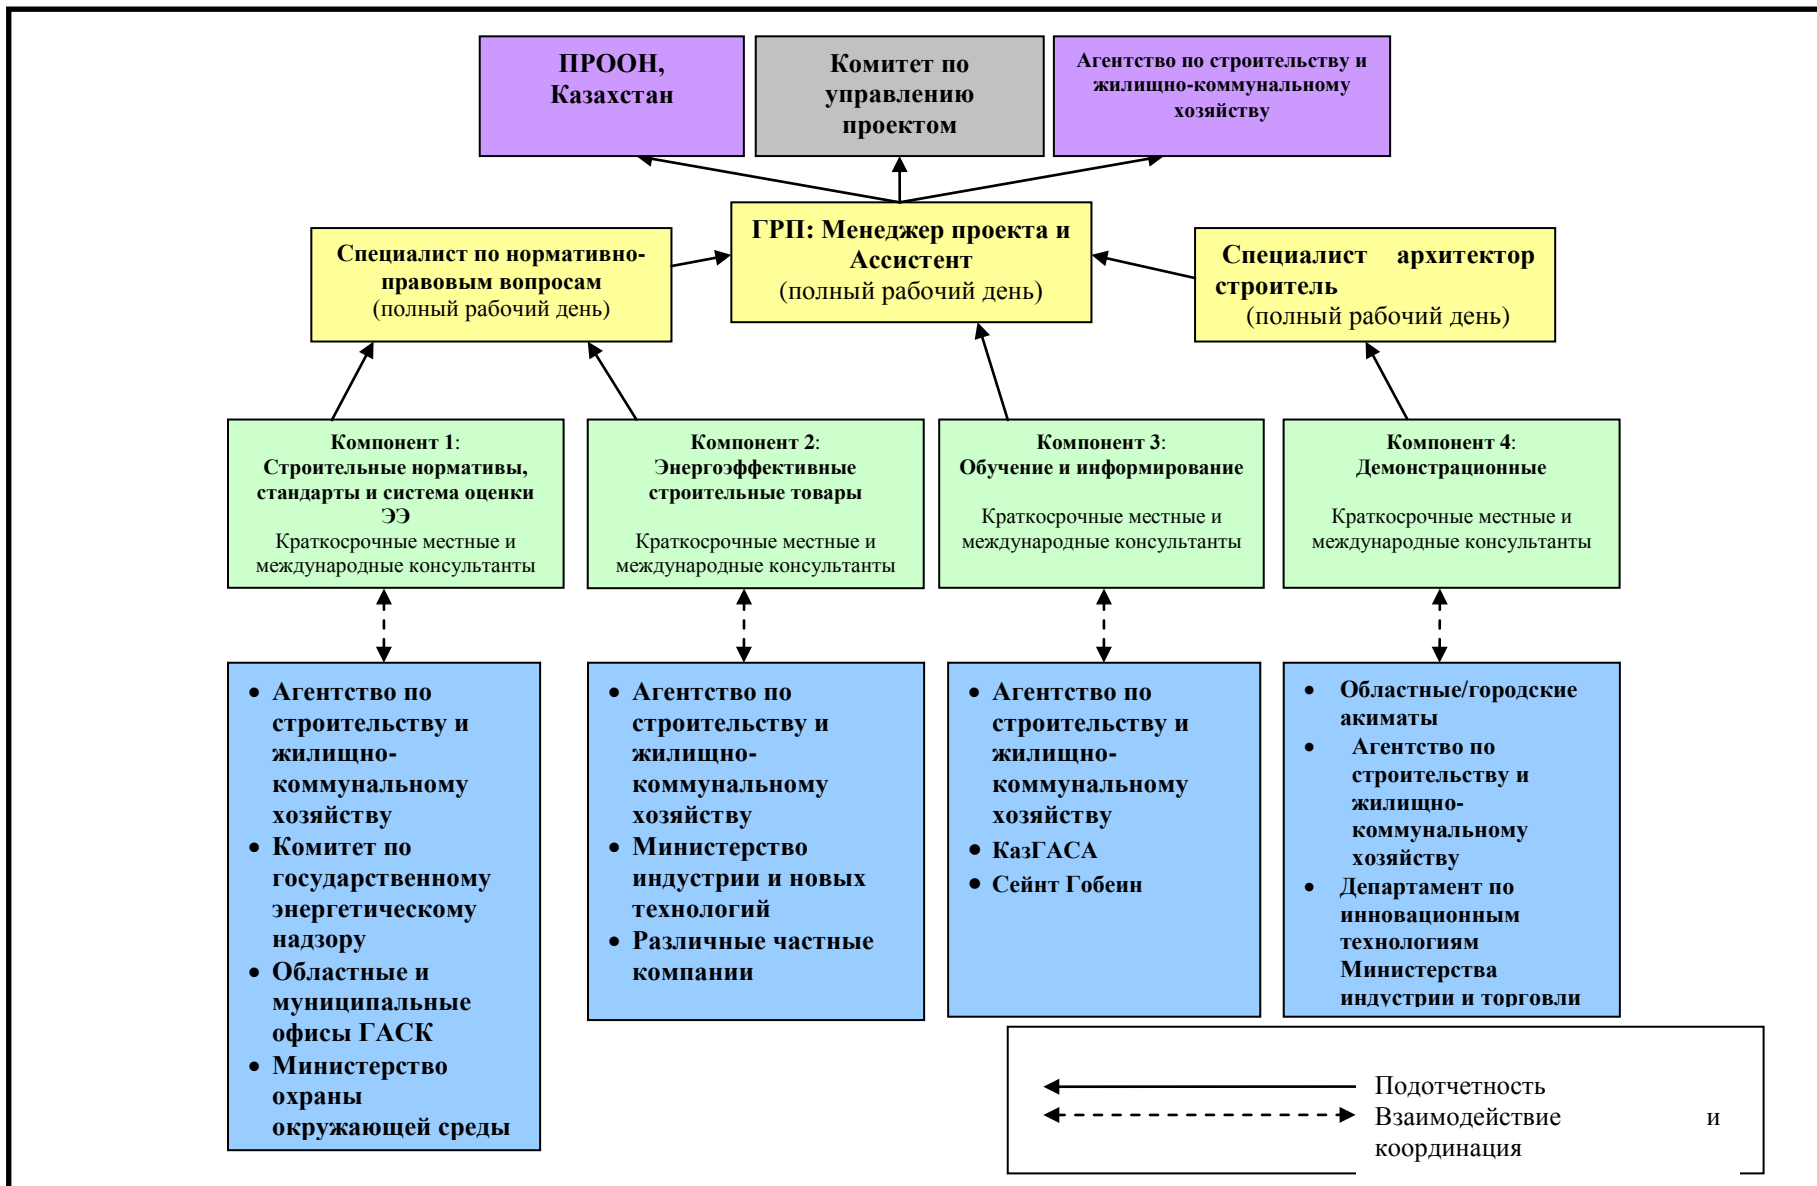 ПРООН,
Казахстан
Комитет по
управлению
проектом
Агентство по строительству и
жилищно-коммунальному
хозяйству
Специалист по нормативно-
правовым вопросам
(полный рабочий день)
ГРП: Менеджер проекта и
Ассистент
(полный рабочий день)
Специалист архитектор
строитель
(полный рабочий день)
Компонент 1:
Строительные нормативы,
стандарты и система оценки
ЭЭ
Краткосрочные местные и
международные консультанты
Компонент 2:
Энергоэффективные
строительные товары
Краткосрочные местные и
международные консультанты
Компонент 3:
Обучение и информирование
Краткосрочные местные и
международные консультанты
Компонент 4:
Демонстрационные
Краткосрочные местные и
международные консультанты
• Агентство по
строительству и
жилищно-
коммунальному
хозяйству
• Комитет по
государственному
энергетическому
надзору
• Областные и
муниципальные
офисы ГАСК
• Министерство
охраны
окружающей среды
• Агентство по
строительству и
жилищно-
коммунальному
хозяйству
• Министерство
индустрии и новых
технологий
• Различные частные
компании
• Агентство по
строительству и
жилищно-
коммунальному
хозяйству
• КазГАСА
• Сейнт Гобеин
• Областные/городские
акиматы
• Агентство по
строительству и
жилищно-
коммунальному
хозяйству
• Департамент по
инновационным
технологиям
Министерства
индустрии и торговли
Подотчетность
Взаимодействие и
координация